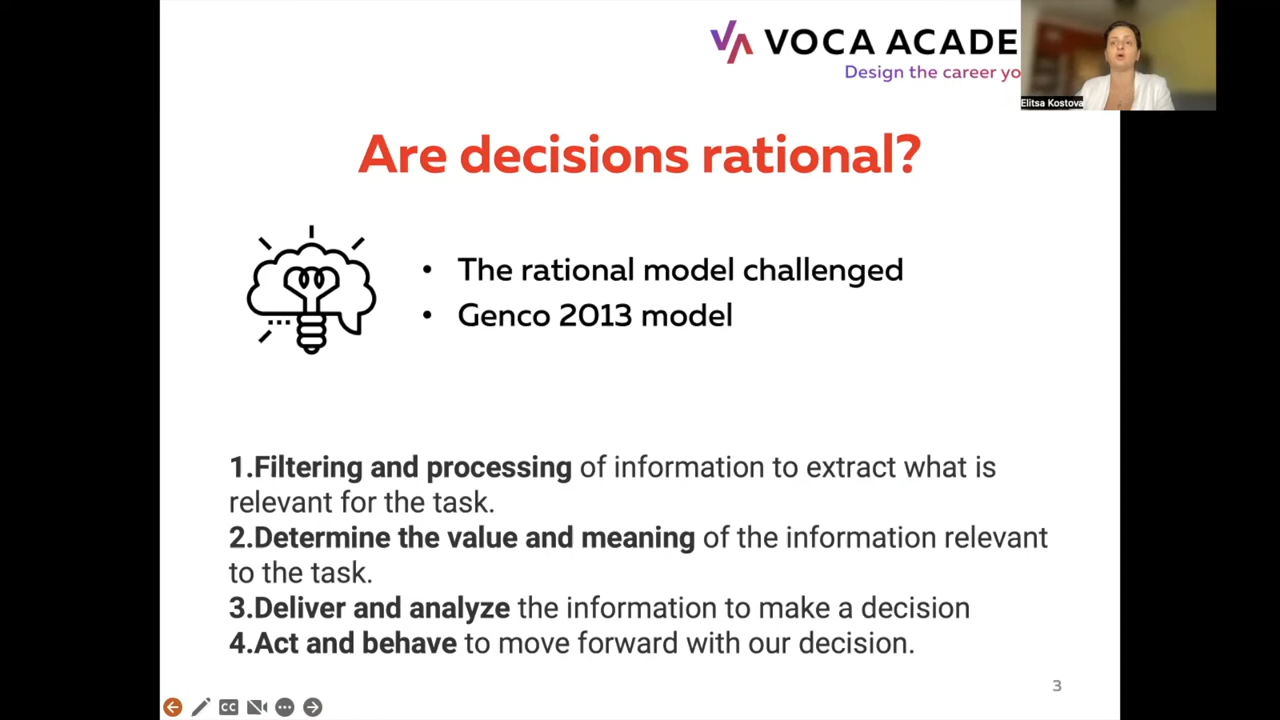 VOCA ACADE
Design the career yo
Elitsa Kostova
Are decisions rational?
• The rational model challenged
• Genco 2013 model
1.Filtering and processing of information to extract what is
relevant for the task.
2.Determine the value and meaning of the information relevant
to the task.
3.Deliver and analyze the information to make a decision
4.Act and behave to move forward with our decision.
3
CC